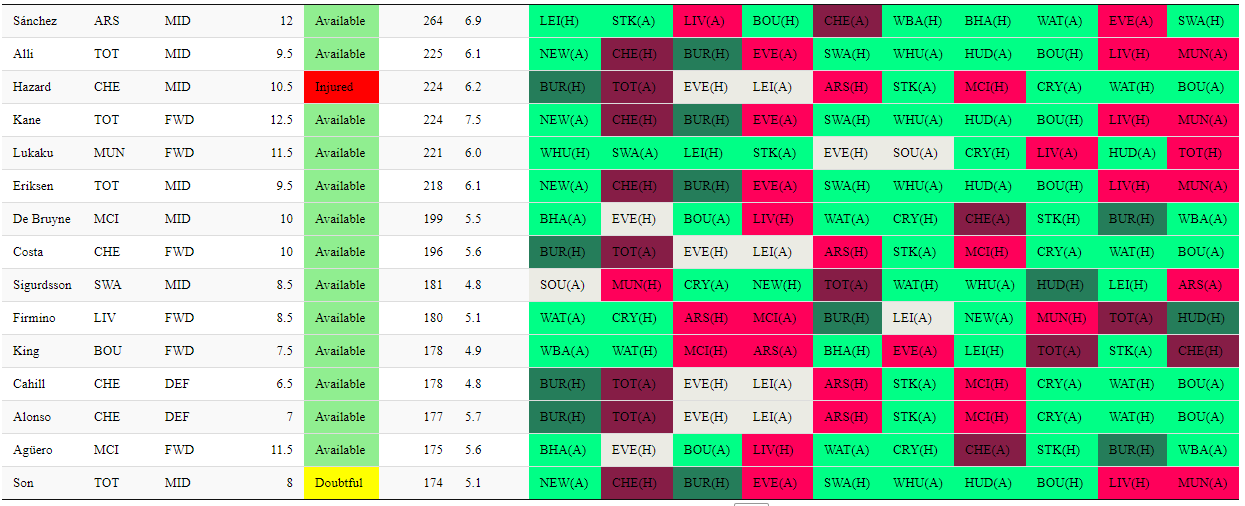 Sánchez ARS MID 12 Available 264 6.9 LEI(H) STK(A) LIV(A) BOU(H) CHE(A) WBA(H) BHA(H) WAT(A) EVE(A) SWA(H)
Alli TOT MID 9.5 Available 225 6.1 NEW(A) CHE(H) BUR(H) EVE(A) SWA(H) WHU(A) HUD(A) BOU(H) LIV(H) MUN(A)
Hazard CHE MID 10.5 Injured 224 6.2 BUR(H) TOT(A) EVE(H) LEI(A) ARS(H) STK(A) MCI(H) CRY(A) WAT(H) BOU(A)
Kane TOT FWD 12.5 Available 224 7.5 NEW(A) CHE(H) BUR(H) EVE(A) SWA(H) WHU(A) HUD(A) BOU(H) LIV(H) MUN(A)
Lukaku MUN FWD 11.5 Available 221 6.0 WHU(H) SWA(A) LEI(H) STK(A) EVE(H) SOU(A) CRY(H) LIV(A) HUD(A) TOT(H)
Eriksen TOT MID 9.5 Available 218 6.1 NEW(A) CHE(H) BUR(H) EVE(A) SWA(H) WHU(A) HUD(A) BOU(H) LIV(H) MUN(A)
De Bruyne MCI MID 10 Available 199 5.5 BHA(A) EVE(H) BOU(A) LIV(H) WAT(A) CRY(H) CHE(A) STK(H) BUR(H) WBA(A)
Costa CHE FWD 10 Available 196 5.6 BUR(H) TOT(A) EVE(H) LEI(A) ARS(H) STK(A) MCI(H) CRY(A) WAT(H) BOU(A)
Sigurdsson SWA MID 8.5 Available 181 4.8 SOU(A) MUN(H) CRY(A) NEW(H) TOT(A) WAT(H) WHU(A) HUD(H) LEI(H) ARS(A)
Firmino LIV FWD 8.5 Available 180 5.1 WAT(A) CRY(H) ARS(H) MCI(A) BUR(H) LEI(A) NEW(A) MUN(H) TOT(A) HUD(H)
King BOU FWD 7.5 Available 178 4.9 WBA(A) WAT(H) MCI(H) ARS(A) BHA(H) EVE(A) LEI(H) TOT(A) STK(A) CHE(H)
Cahill CHE DEF 6.5 Available 178 4.8 BUR(H) TOT(A) EVE(H) LEI(A) ARS(H) STK(A) MCI(H) CRY(A) WAT(H) BOU(A)
Alonso CHE DEF 7 Available 177 5.7 BUR(H) TOT(A) EVE(H) LEI(A) ARS(H) STK(A) MCI(H) CRY(A) WAT(H) BOU(A)
Agüero MCI FWD 11.5 Available 175 5.6 BHA(A) EVE(H) BOU(A) LIV(H) WAT(A) CRY(H) CHE(A) STK(H) BUR(H) WBA(A)
Son TOT MID 8 Doubtful 174 5.1 NEW(A) CHE(H) BUR(H) EVE(A) SWA(H) WHU(A) HUD(A) BOU(H) LIV(H) MUN(A)